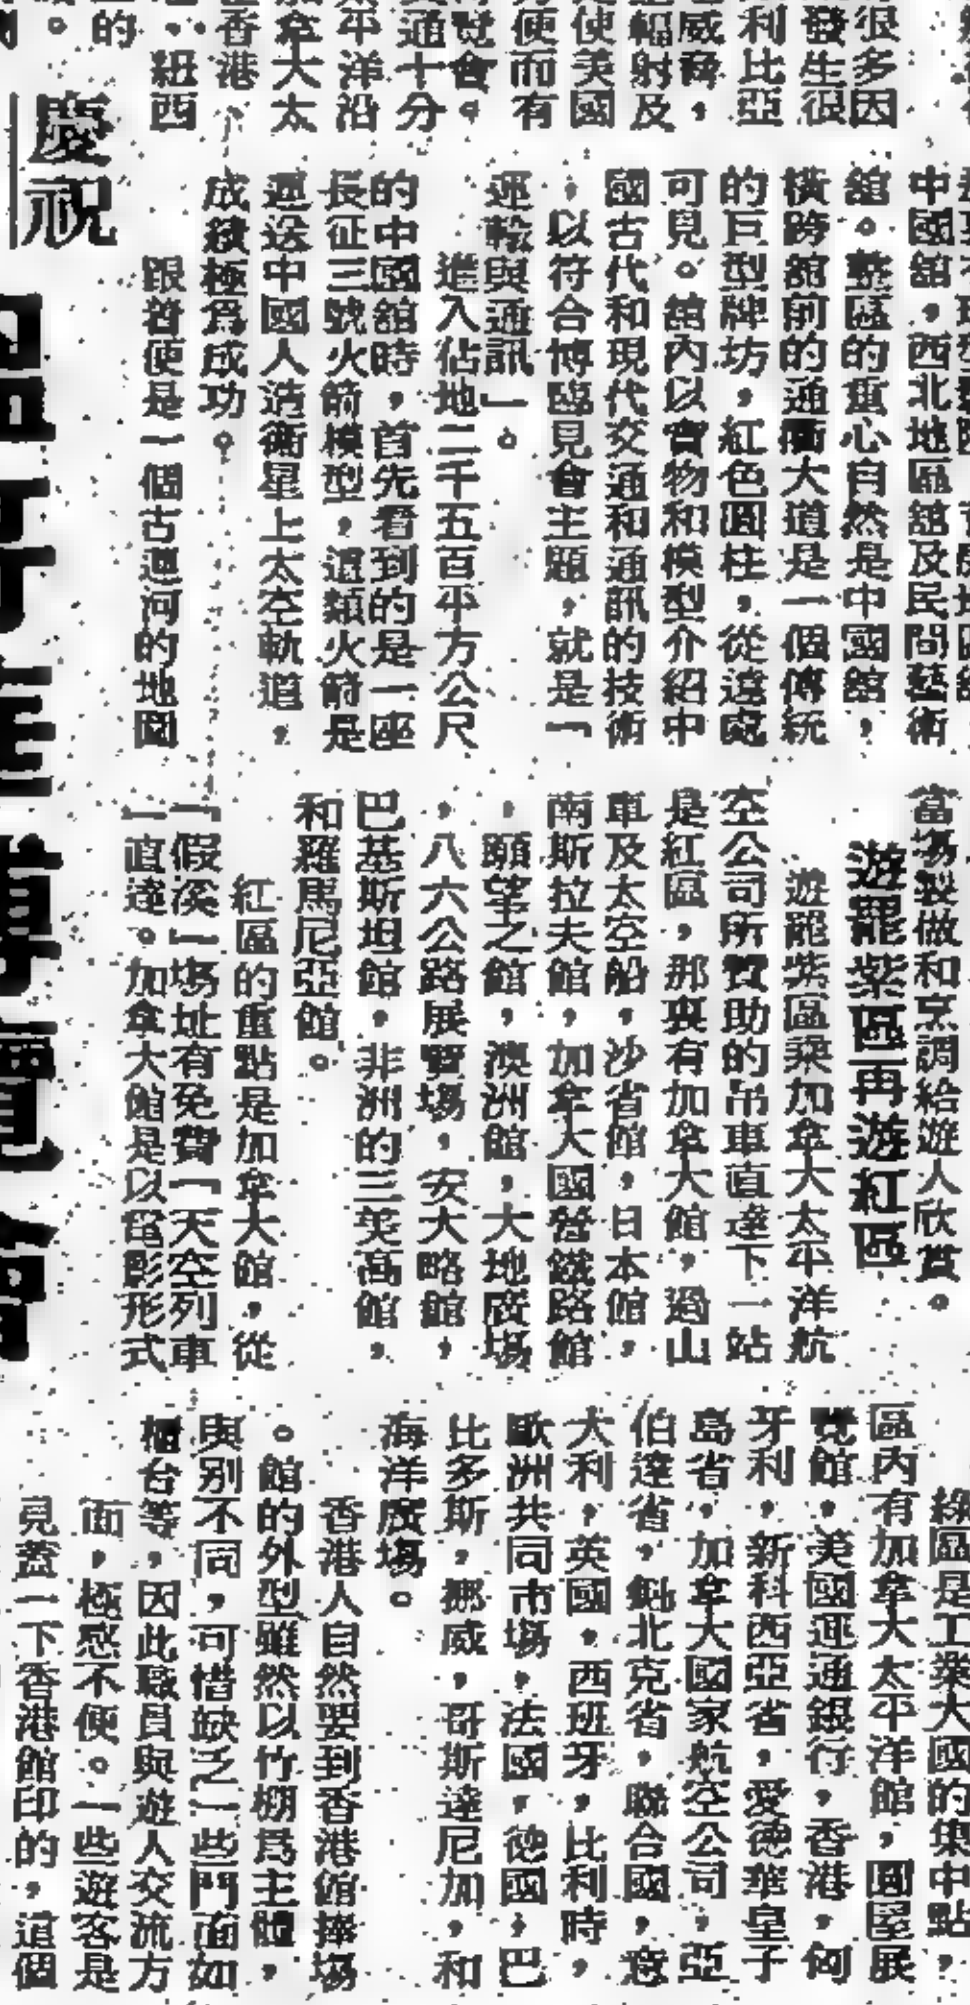 很多因
發生很
利比亞
威脅，
輻射及
使美國
便而有
覽會。
通十分
平洋沿
拿大太
香港、
紐西
的
慶祝
中國館，西北地區館及民間藝術
館。整區的重心自然是中國館，
橫跨館前的通衢大道是一個傳統
的巨型牌坊，紅色圓柱，從遠處
可見。館內以實物和模型介紹中
國古代和現代交通和通訊的技術
，以符合博臨見會主題，就是「
運輸與通訊」。
進入佔地二千五百平方公尺
的中國館時，首先看到的是一座
長征三號火箭模型，這類火箭是
運送中國人造衛星上太空軌道，
成績極為成功。
跟着便是一個古運河的地圖
當場製做和烹調給遊人欣賞。
遊罷紫區再遊紅區
遊罷紫區乘加拿大太平洋航
空公司所贊助的吊車直達下一站
是紅區，那裏有加拿大館，過山
車及太空船，沙省館，日本館，
南斯拉夫館，加拿大國營鐵路館
，願望之館，澳洲館，大地廣場
，八六公路展覽場，安大略館，
巴基斯坦館，非洲的三英高館，
和羅馬尼亞館。
紅區的重點是加拿大館，從
「假溪」場址有免費「天空列車
」直達。加拿大館是以電影形式
綠區是工業大國的集中點，
區內有加拿大太平洋館，圓屋展
覽館，美國運通銀行，香港，匈
牙利，新科西亞省，愛德華皇子
島省，加拿大國家航空公司，亞
伯達省，魁北克省，聯合國，意
大利，英國，西班牙，比利時，
歐洲共同市場，法國，德國，巴
比多斯，挪威，哥斯達尼加，和
海洋廣場。
香港人自然要到香港館捧場
。館的外型雖然以竹棚為主體，
與別不同，可惜缺乏一些門面如
櫃台等，因此職員與遊人交流方
面，極感不便。一些遊客是
見蓋一下香港館印的，這個